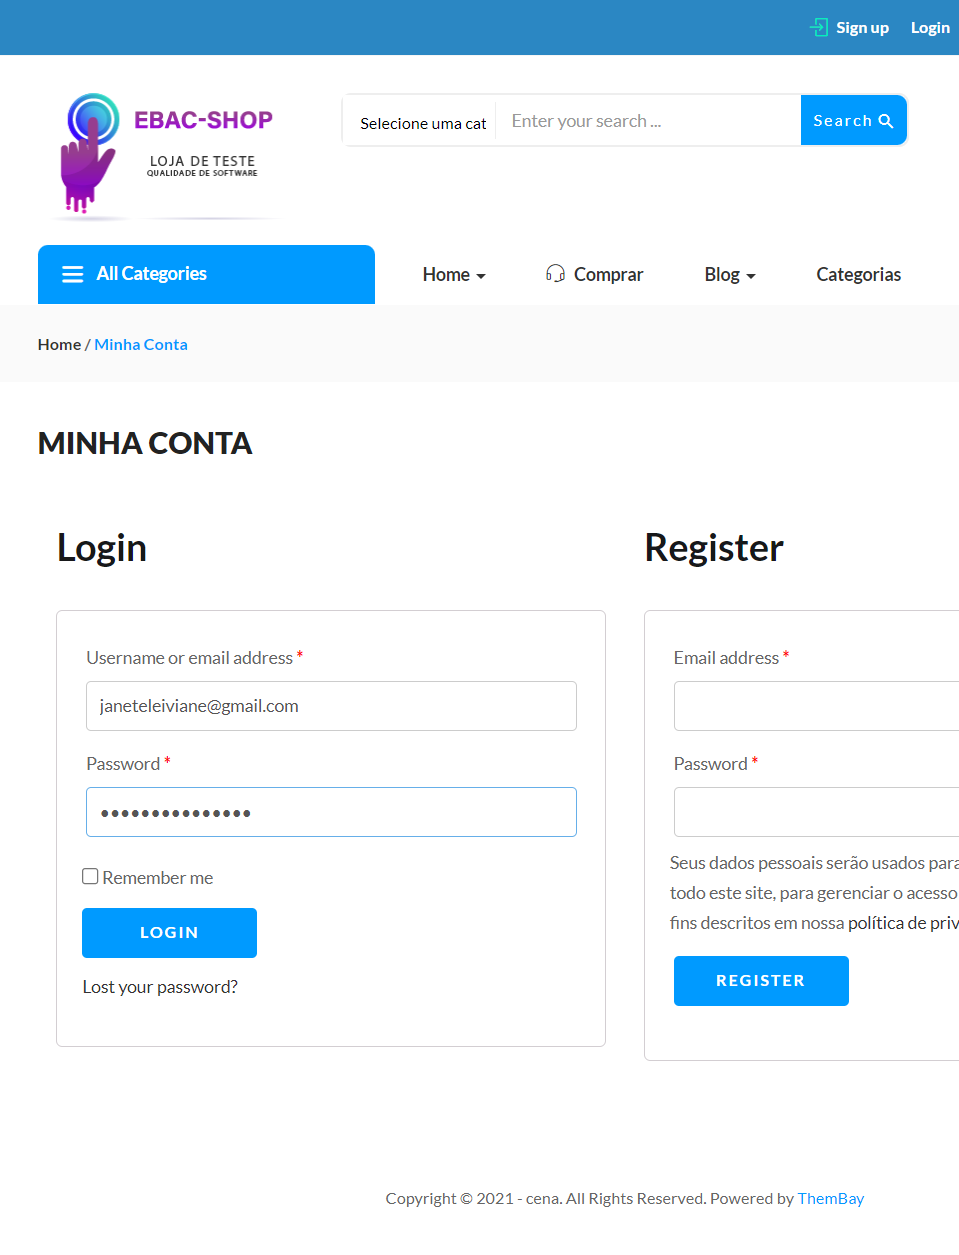 Sign up Login
EBAC-SHOP
LOJA DE TESTE
QUALIDADE DE SOFTWARE
Selecione uma cat Enter your search ... Search
All Categories Home Comprar Blog Categorias
Home / Minha Conta
MINHA CONTA
Login
Username or email address *
janeteleiviane@gmail.com
Password *
•••••••••••••••
Remember me
LOGIN
Lost your password?
Register
Email address *
Password *
Seus dados pessoais serão usados para
todo este site, para gerenciar o acesso
fins descritos em nossa política de priv
REGISTER
Copyright © 2021 - cena. All Rights Reserved. Powered by ThemBay